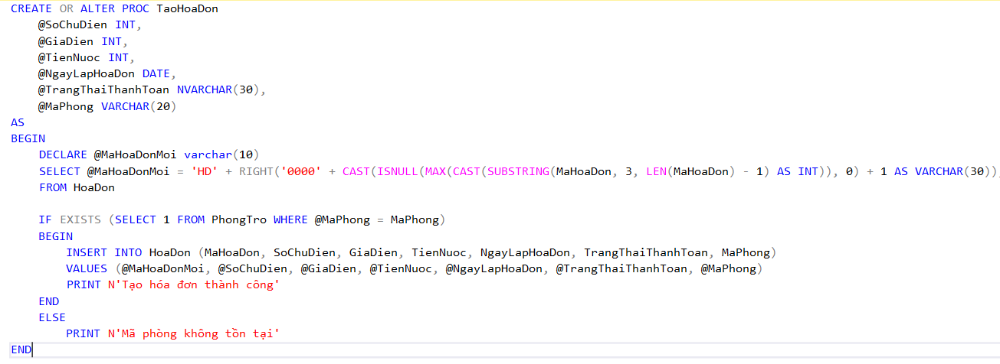 CREATE OR ALTER PROC TaoHoaDon
    @SoChuDien INT,
    @GiaDien INT,
    @TienNuoc INT,
    @NgayLapHoaDon DATE,
    @TrangThaiThanhToan NVARCHAR(30),
    @MaPhong VARCHAR(20)
AS
BEGIN
    DECLARE @MaHoaDonMoi varchar(10)
    SELECT @MaHoaDonMoi = 'HD' + RIGHT('0000' + CAST(ISNULL(MAX(CAST(SUBSTRING(MaHoaDon, 3, LEN(MaHoaDon) - 1) AS INT)), 0) + 1 AS VARCHAR(30)),
    FROM HoaDon
    IF EXISTS (SELECT 1 FROM PhongTro WHERE @MaPhong = MaPhong)
    BEGIN
        INSERT INTO HoaDon (MaHoaDon, SoChuDien, GiaDien, TienNuoc, NgayLapHoaDon, TrangThaiThanhToan, MaPhong)
        VALUES (@MaHoaDonMoi, @SoChuDien, @GiaDien, @TienNuoc, @NgayLapHoaDon, @TrangThaiThanhToan, @MaPhong)
        PRINT N'Tạo hóa đơn thành công'
    END
    ELSE
        PRINT N'Mã phòng không tồn tại'
END